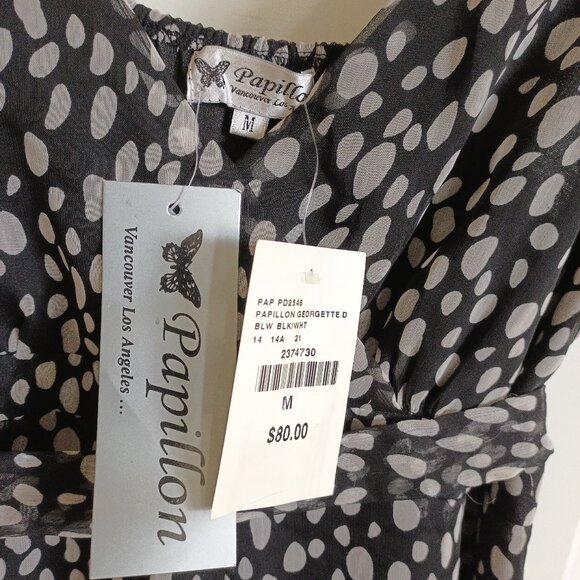 Papillon
Vancouver Los
M
Papillon
Vancouver Los Angeles ...
PAP PD2546
PAPILLON GEORGETTE D
BLW BLK/WHT
14 14A 21
2374730
M
$80.00